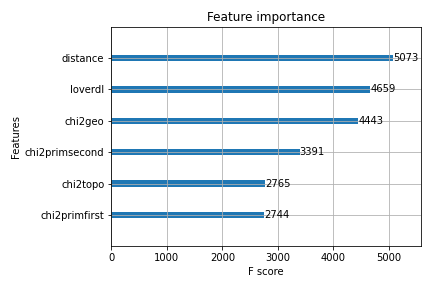 Feature importance
distance
5073
loverdl
4659
chi2geo
4443
chi2primsecond
3391
chi2topo
2765
chi2primfirst
2744
Features
0 1000 2000 3000 4000 5000
F score